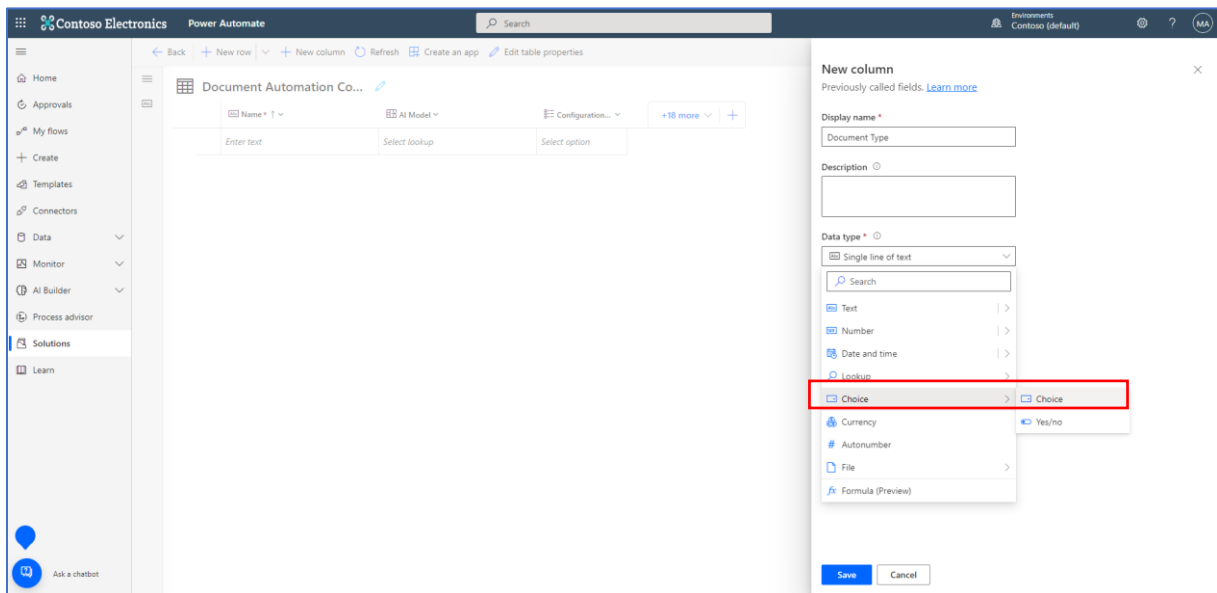 Contoso Electronics Power Automate
Search
Environments
Contoso (default)
? MA
Back New row New column Refresh Create an app Edit table properties
Home
Approvals
My flows
Create
Templates
Connectors
Data
Monitor
AI Builder
Process advisor
Solutions
Learn
Ask a chatbot
Document Automation Co...
Abc Name * ↑ AI Model Configuration... +18 more +
Enter text Select lookup Select option
New column
Previously called fields. Learn more
Display name *
Document Type
Description
Data type *
Abc Single line of text
Search
Abc Text
Number
Date and time
Lookup
Choice
Choice
Currency
Yes/no
# Autonumber
File
fx Formula (Preview)
Save Cancel